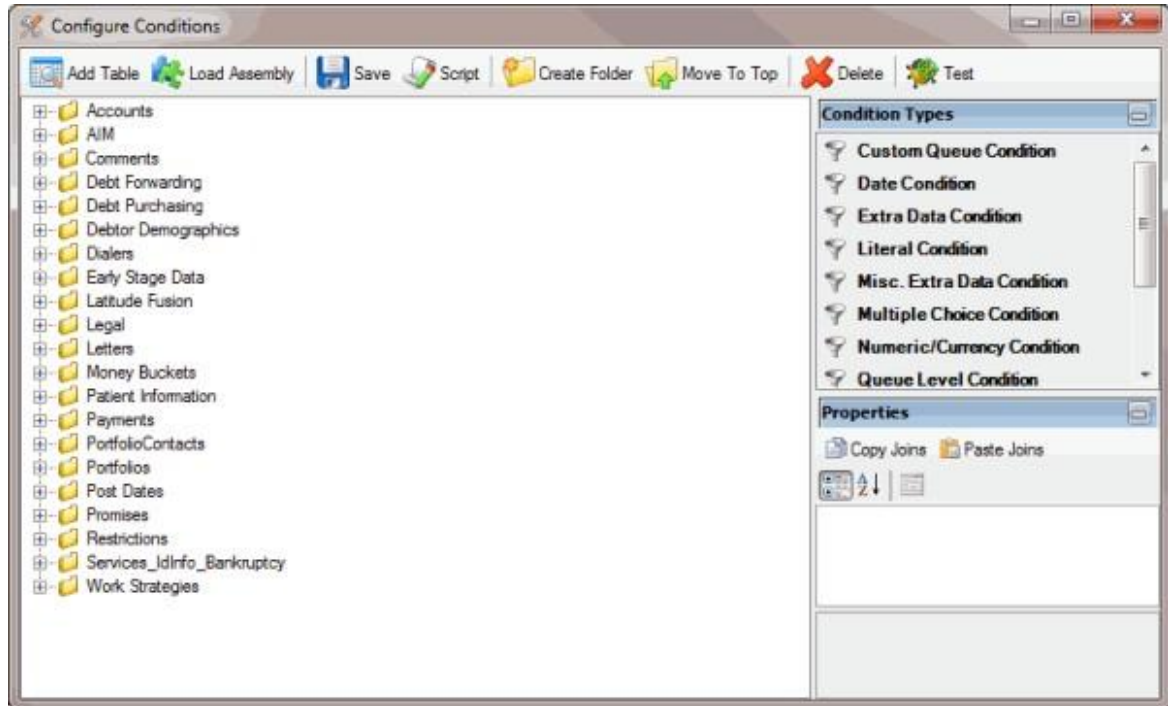 Configure Conditions
Add Table Load Assembly Save Script Create Folder Move To Top Delete Test
Accounts
AIM
Comments
Debt Forwarding
Debt Purchasing
Debtor Demographics
Dialers
Early Stage Data
Latitude Fusion
Legal
Letters
Money Buckets
Patient Information
Payments
PortfolioContacts
Portfolios
Post Dates
Promises
Restrictions
Services_IdInfo_Bankruptcy
Work Strategies
Condition Types
Custom Queue Condition
Date Condition
Extra Data Condition
Literal Condition
Misc. Extra Data Condition
Multiple Choice Condition
Numeric/Currency Condition
Queue Level Condition
Properties
Copy Joins Paste Joins